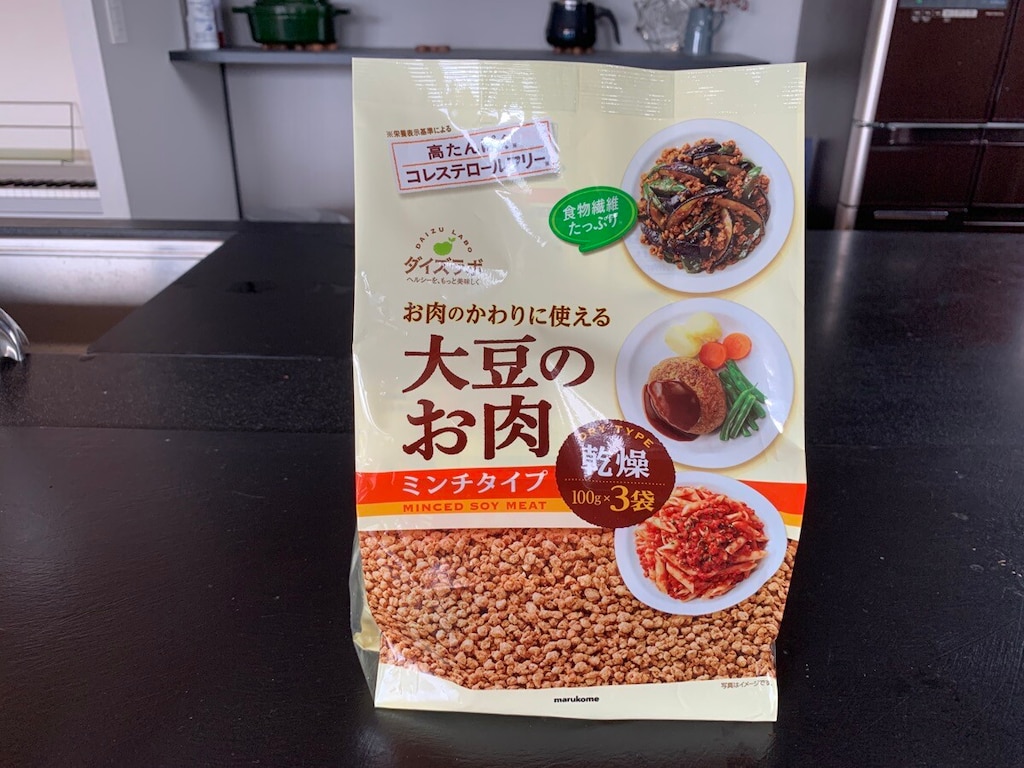 ※栄養表示基準による
高たんぱく
コレステロールフリー
食物繊維
たっぷり
DAIZU LABO
ダイズラボ
ヘルシーを、もっと美味しく
お肉のかわりに使える
大豆の
お肉
DRY TYPE
乾燥
100g×3袋
ミンチタイプ
MINCED SOY MEAT
写真はイメージです
marukome